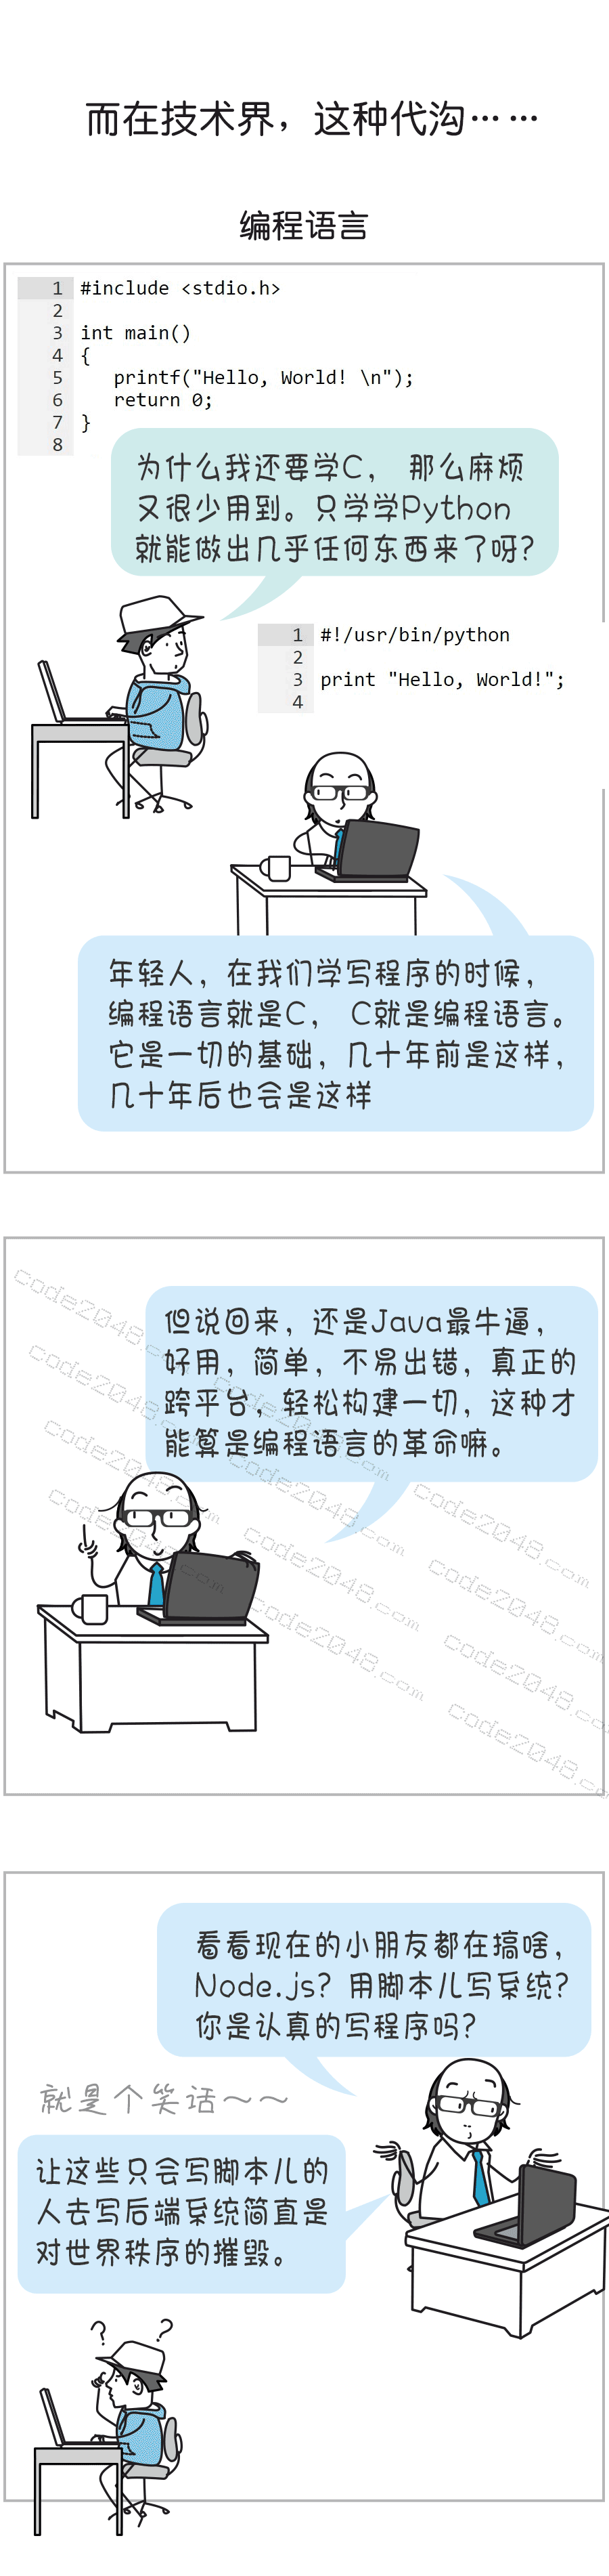 而在技术界，这种代沟……
编程语言
1 #include <stdio.h>
2
3 int main()
4 {
5    printf("Hello, World! \n");
6    return 0;
7 }
8
为什么我还要学C， 那么麻烦
又很少用到。只学学Python
就能做出几乎任何东西来了呀？
1 #!/usr/bin/python
2
3 print "Hello, World!";
4
年轻人，在我们学写程序的时候，
编程语言就是C， C就是编程语言。
它是一切的基础，几十年前是这样，
几十年后也会是这样
但说回来，还是Java最牛逼，
好用，简单，不易出错，真正的
跨平台，轻松构建一切，这种才
能算是编程语言的革命嘛。
code2048.com
code2048.com
code2048.com
code2048.com
code2048.com
code2048.com
code2048.com
code2048.com
code2048.com
code2048.com
code2048.com
code2048.com
看看现在的小朋友都在搞啥，
Node.js？用脚本儿写系统？
你是认真的写程序吗？
就是个笑话~~
让这些只会写脚本儿的
人去写后端系统简直是
对世界秩序的摧毁。
? ?